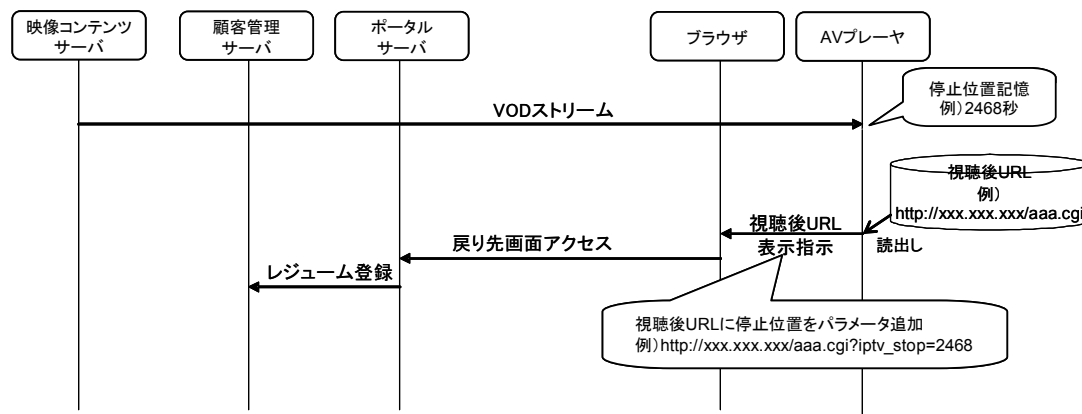 映像コンテンツ
サーバ
顧客管理
サーバ
ポータル
サーバ
ブラウザ
AVプレーヤ
停止位置記憶
例）2468秒
VODストリーム
視聴後URL
例）
http://xxx.xxx.xxx/aaa.cgi
視聴後URL
表示指示
読出し
戻り先画面アクセス
レジューム登録
視聴後URLに停止位置をパラメータ追加
例）http://xxx.xxx.xxx/aaa.cgi?iptv_stop=2468